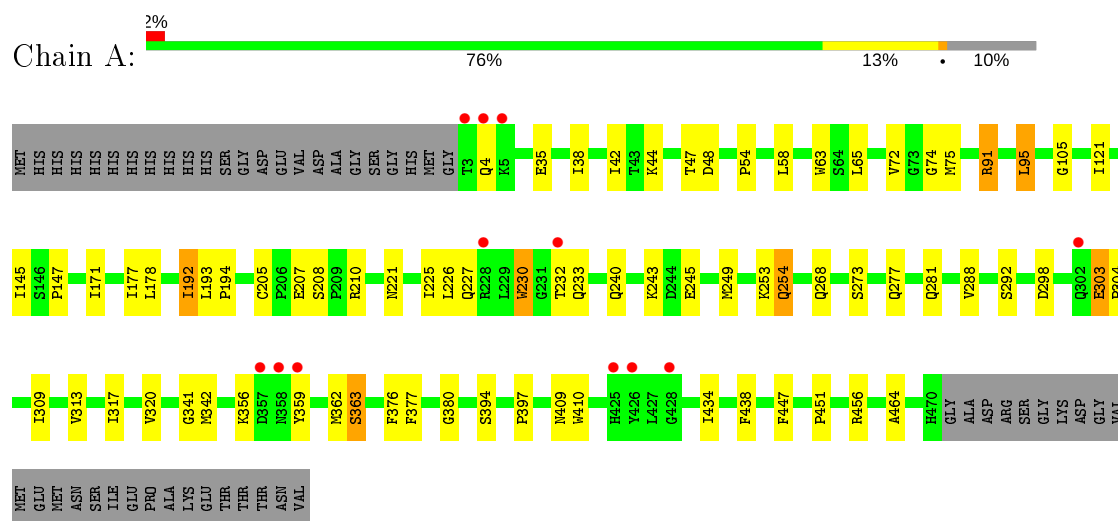 2%
Chain A:
76% 13% • 10%
MET HIS HIS HIS HIS HIS HIS HIS HIS HIS HIS SER GLY ASP GLU VAL ASP ALA GLY SER GLY HIS MET GLY T3 Q4 K5 E35 I38 I42 T43 K44 T47 D48 P54 L58 W63 S64 L65 V72 G73 G74 M75 R91 L95 G105 I121
I145 S146 P147 I171 I177 L178 I192 L193 P194 C205 P206 E207 S208 P209 R210 N221 I225 L226 Q227 R228 L229 W230 G231 T232 Q233 Q240 K243 D244 E245 M249 K253 Q254 Q268 S273 Q277 Q281 V288 S292 D298 Q302 E303
I309 V313 I317 V320 G341 M342 K356 D357 N358 Y359 M362 S363 F376 F377 G380 S394 P397 N409 W410 H425 Y426 L427 G428 I434 F438 F447 P451 R456 A464 H470 GLY ALA ASP ARG SER GLY LYS ASP GLY VAL
MET GLU MET ASN SER ILE GLU PRO ALA LYS GLU THR THR THR ASN VAL